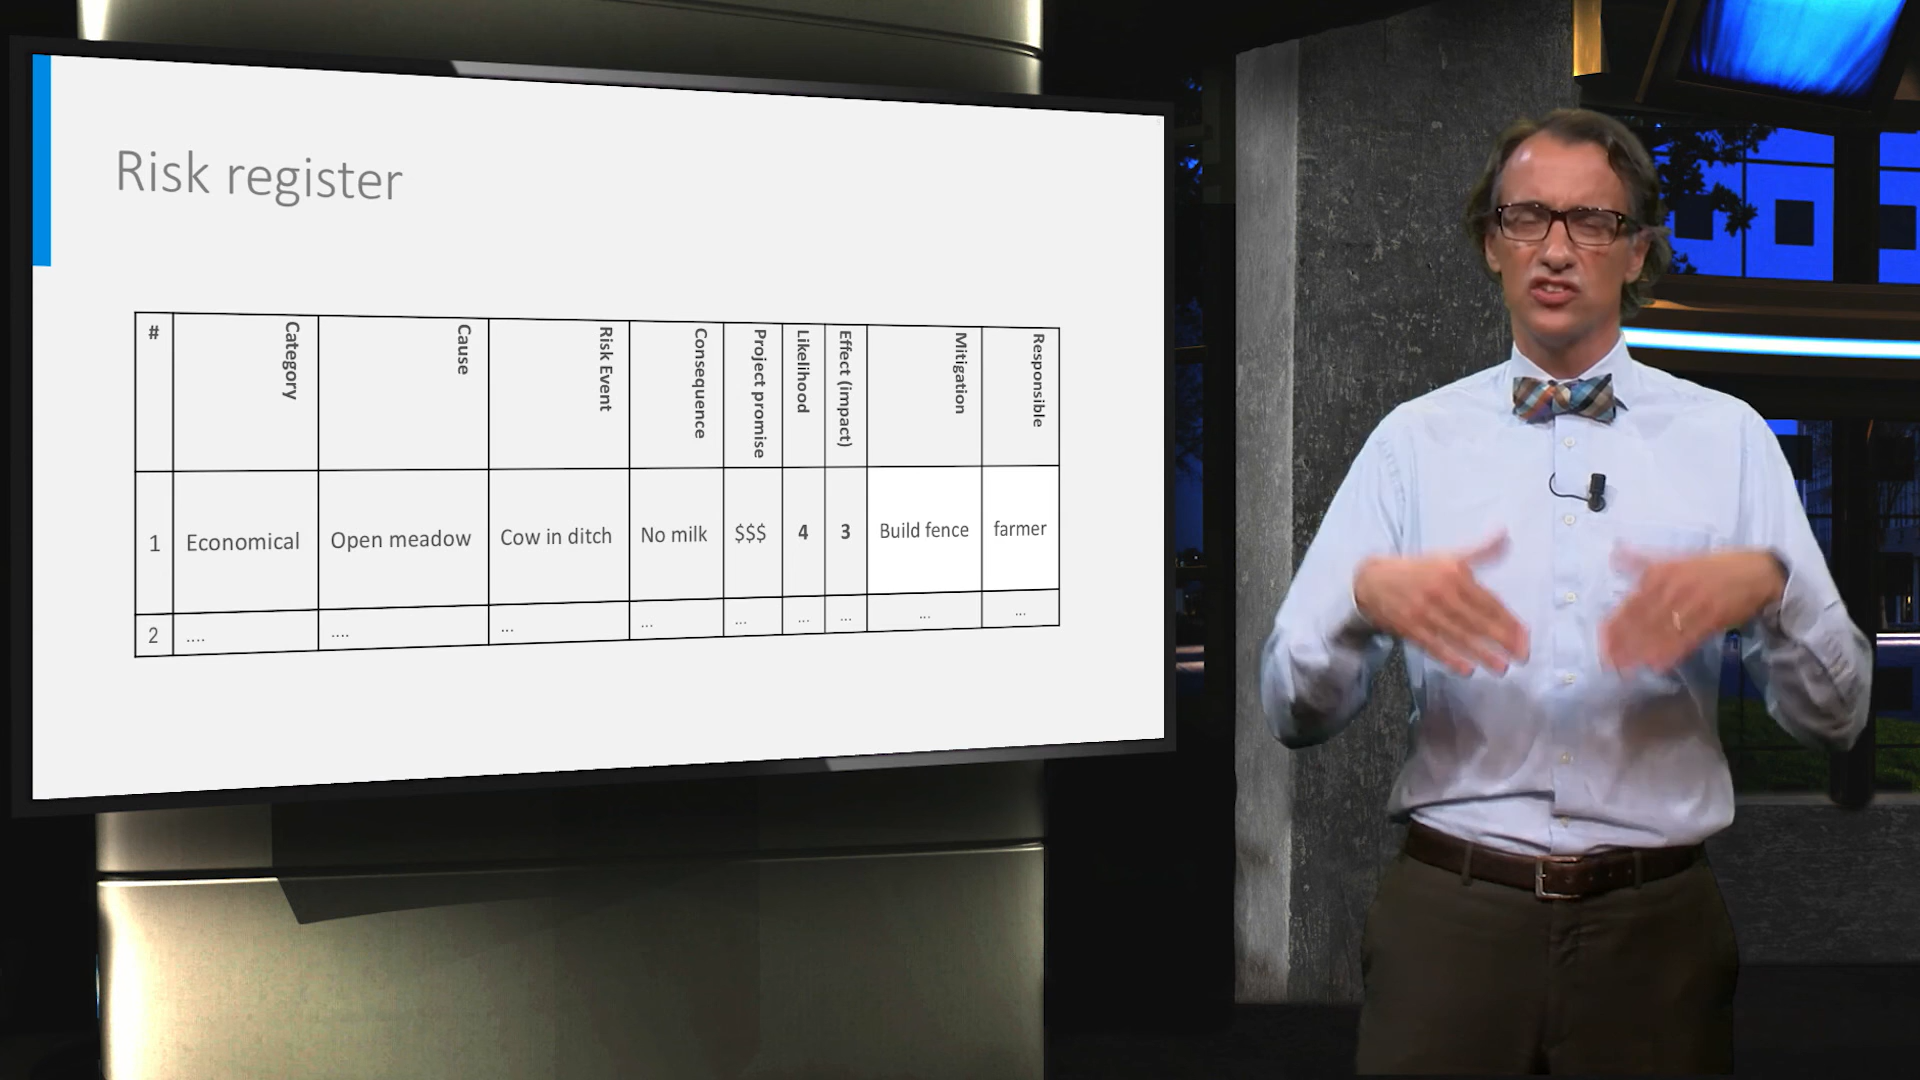 Risk register
# Category Cause Risk Event Consequence Project promise Likelihood Effect (impact) Mitigation Responsible
1 Economical Open meadow Cow in ditch No milk $$$ 4 3 Build fence farmer
2 .... .... ... ... ... ... ... ... ...